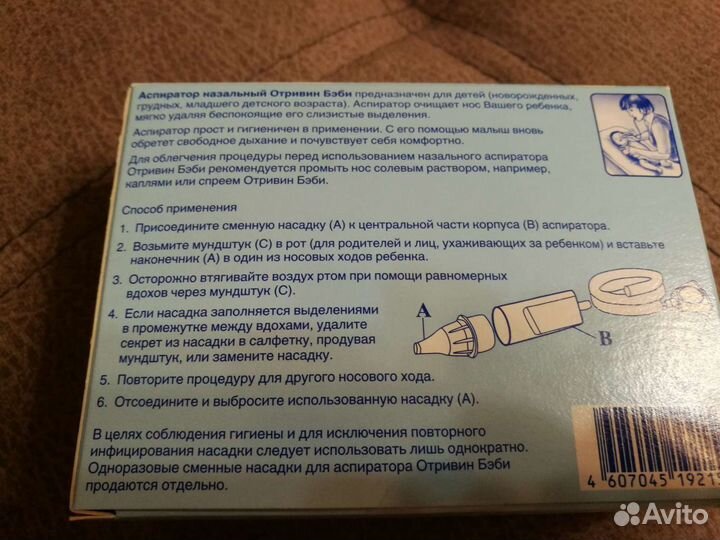 Аспиратор назальный Отривин Бэби предназначен для детей (новорожденных,
грудных, младшего детского возраста). Аспиратор очищает нос Вашего ребенка,
мягко удаляя беспокоящие его слизистые выделения.
Аспиратор прост и гигиеничен в применении. С его помощью малыш вновь
обретет свободное дыхание и почувствует себя комфортно.
Для облегчения процедуры перед использованием назального аспиратора
Отривин Бэби рекомендуется промыть нос солевым раствором, например,
каплями или спреем Отривин Бэби.
Способ применения
1. Присоедините сменную насадку (А) к центральной части корпуса (В) аспиратора.
2. Возьмите мундштук (С) в рот (для родителей и лиц, ухаживающих за ребенком) и вставьте
наконечник (А) в один из носовых ходов ребенка.
3. Осторожно втягивайте воздух ртом при помощи равномерных
вдохов через мундштук (С).
4. Если насадка заполняется выделениями
в промежутке между вдохами, удалите
секрет из насадки в салфетку, продувая
мундштук, или замените насадку.
A
B
5. Повторите процедуру для другого носового хода.
6. Отсоедините и выбросите использованную насадку (А).
В целях соблюдения гигиены и для исключения повторного
инфицирования насадки следует использовать лишь однократно.
Одноразовые сменные насадки для аспиратора Отривин Бэби
продаются отдельно.
4 607045 19215
Avito